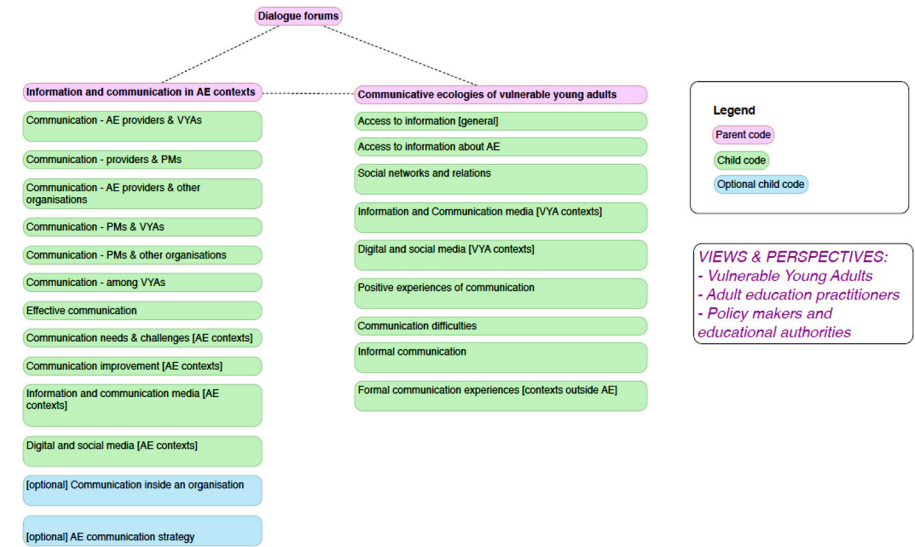 Dialogue forums
Information and communication in AE contexts
Communication - AE providers & VYAs
Communication - providers & PMs
Communication - AE providers & other
organisations
Communication - PMs & VYAs
Communication - PMs & other organisations
Communication - among VYAs
Effective communication
Communication needs & challenges [AE contexts]
Communication improvement [AE contexts]
Information and communication media [AE
contexts]
Digital and social media [AE contexts]
[optional] Communication inside an organisation
[optional] AE communication strategy
Communicative ecologies of vulnerable young adults
Access to information [general]
Access to information about AE
Social networks and relations
Information and Communication media [VYA contexts]
Digital and social media [VYA contexts]
Positive experiences of communication
Communication difficulties
Informal communication
Formal communication experiences [contexts outside AE]
Legend
Parent code
Child code
Optional child code
VIEWS & PERSPECTIVES:
- Vulnerable Young Adults
- Adult education practitioners
- Policy makers and
educational authorities